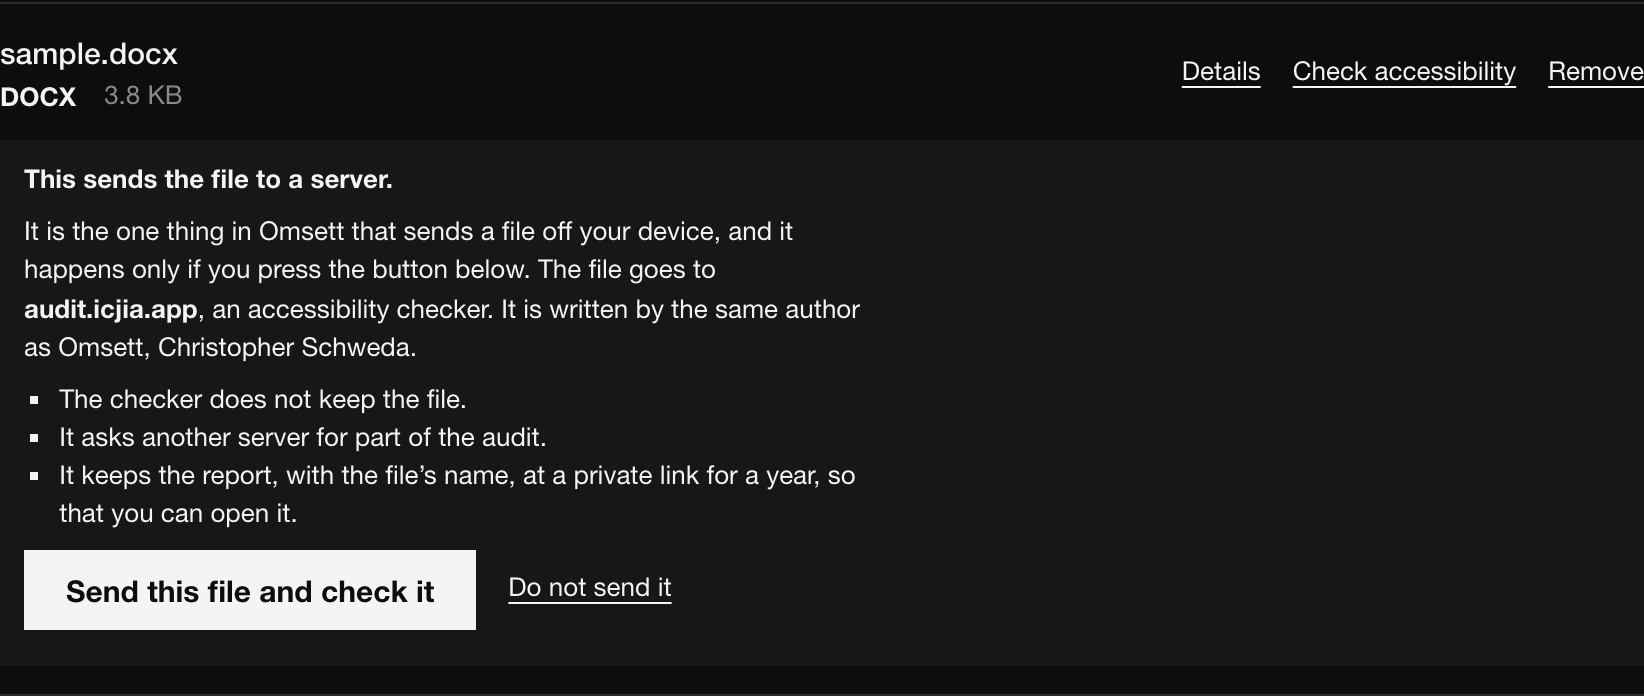 sample.docx
DOCX 3.8 KB
Details Check accessibility Remove
This sends the file to a server.
It is the one thing in Omsett that sends a file off your device, and it
happens only if you press the button below. The file goes to
audit.icjia.app, an accessibility checker. It is written by the same author
as Omsett, Christopher Schweda.
▪ The checker does not keep the file.
▪ It asks another server for part of the audit.
▪ It keeps the report, with the file’s name, at a private link for a year, so
that you can open it.
Send this file and check it Do not send it